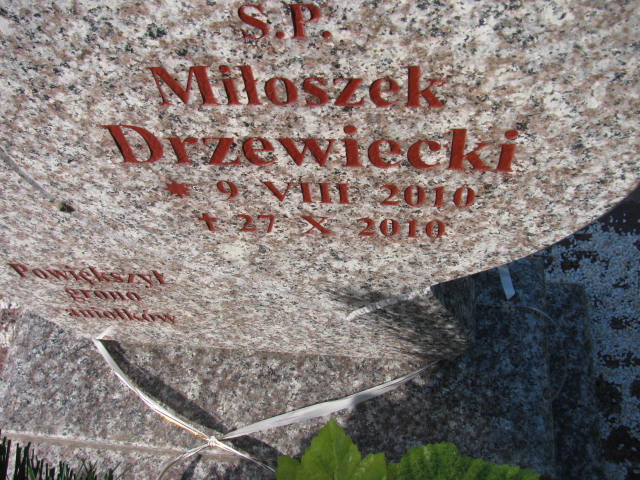 Ś.P.
Miłoszek
Drzewiecki
* 9 VIII 2010
† 27 X 2010
Powiększył
grono
aniołków